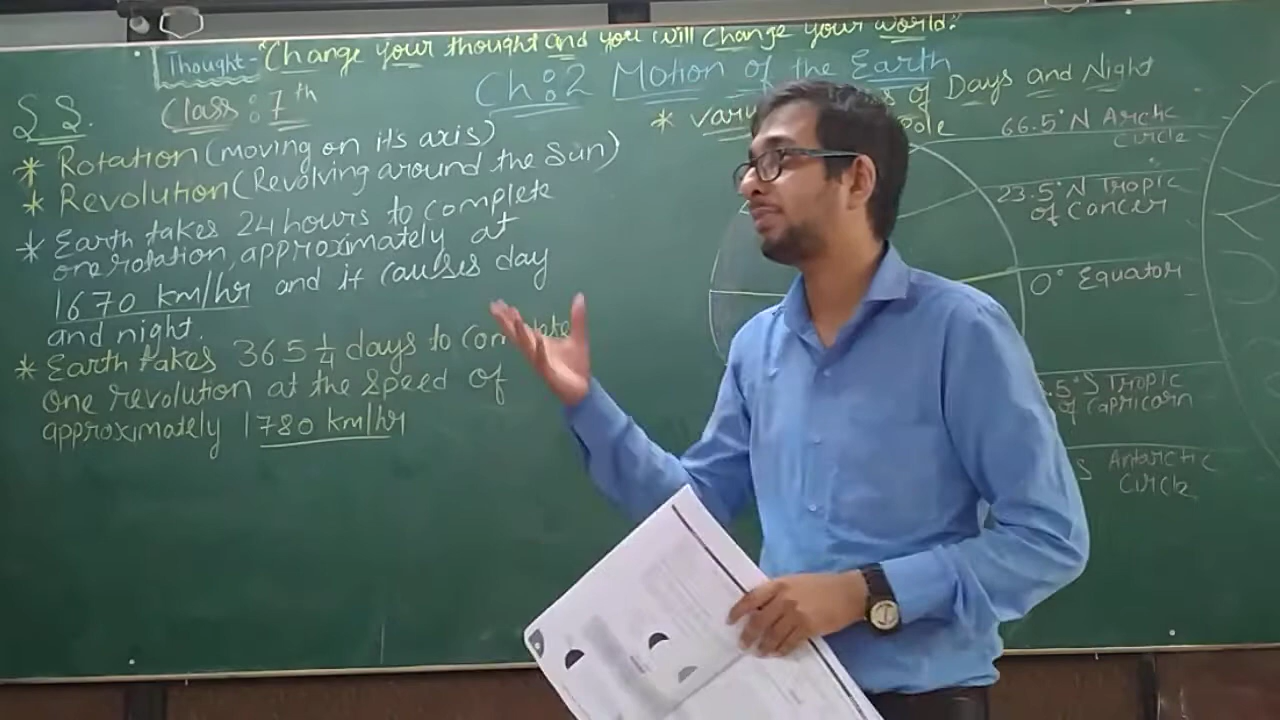 Thought - "Change your thought and you will change your world."
Ch:2 Motion of the Earth
S.S. Class: 7th
* Rotation (moving on its axis)
* Revolution (Revolving around the Sun)
* Earth takes 24 hours to complete
one rotation, approximately at
1670 km/hr and it causes day
and night.
* Earth takes 365 1/4 days to
one revolution at the speed of
approximately 1780 km/hr
* of Days and Night
Pole
66.5°N Arctic
Circle
23.5°N Tropic
of Cancer
0° Equator
.5°S Tropic
of Capricorn
S Antarctic
Circle